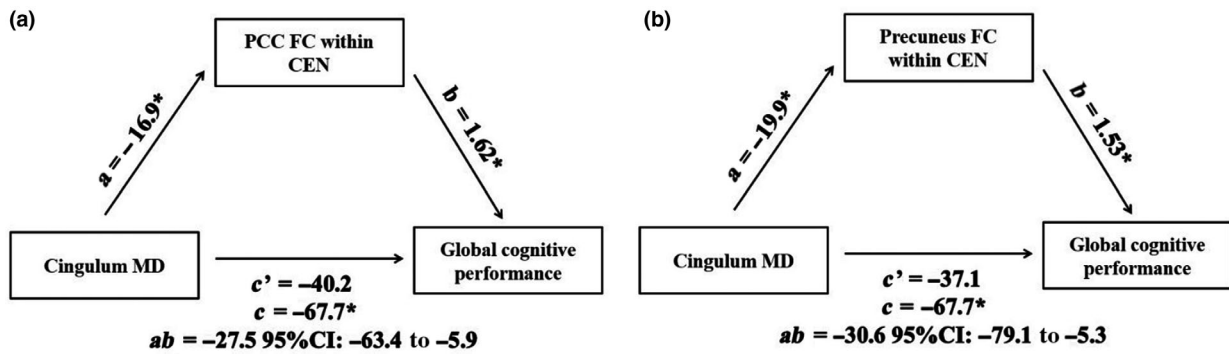 (a)
PCC FC within
CEN
a = – 16.9*
b = 1.62*
Cingulum MD
Global cognitive
performance
c’ = –40.2
c = –67.7*
ab = –27.5 95%CI: –63.4 to –5.9
(b)
Precuneus FC
within CEN
a = –19.9*
b = 1.53*
Cingulum MD
Global cognitive
performance
c’ = –37.1
c = –67.7*
ab = –30.6 95%CI: –79.1 to –5.3